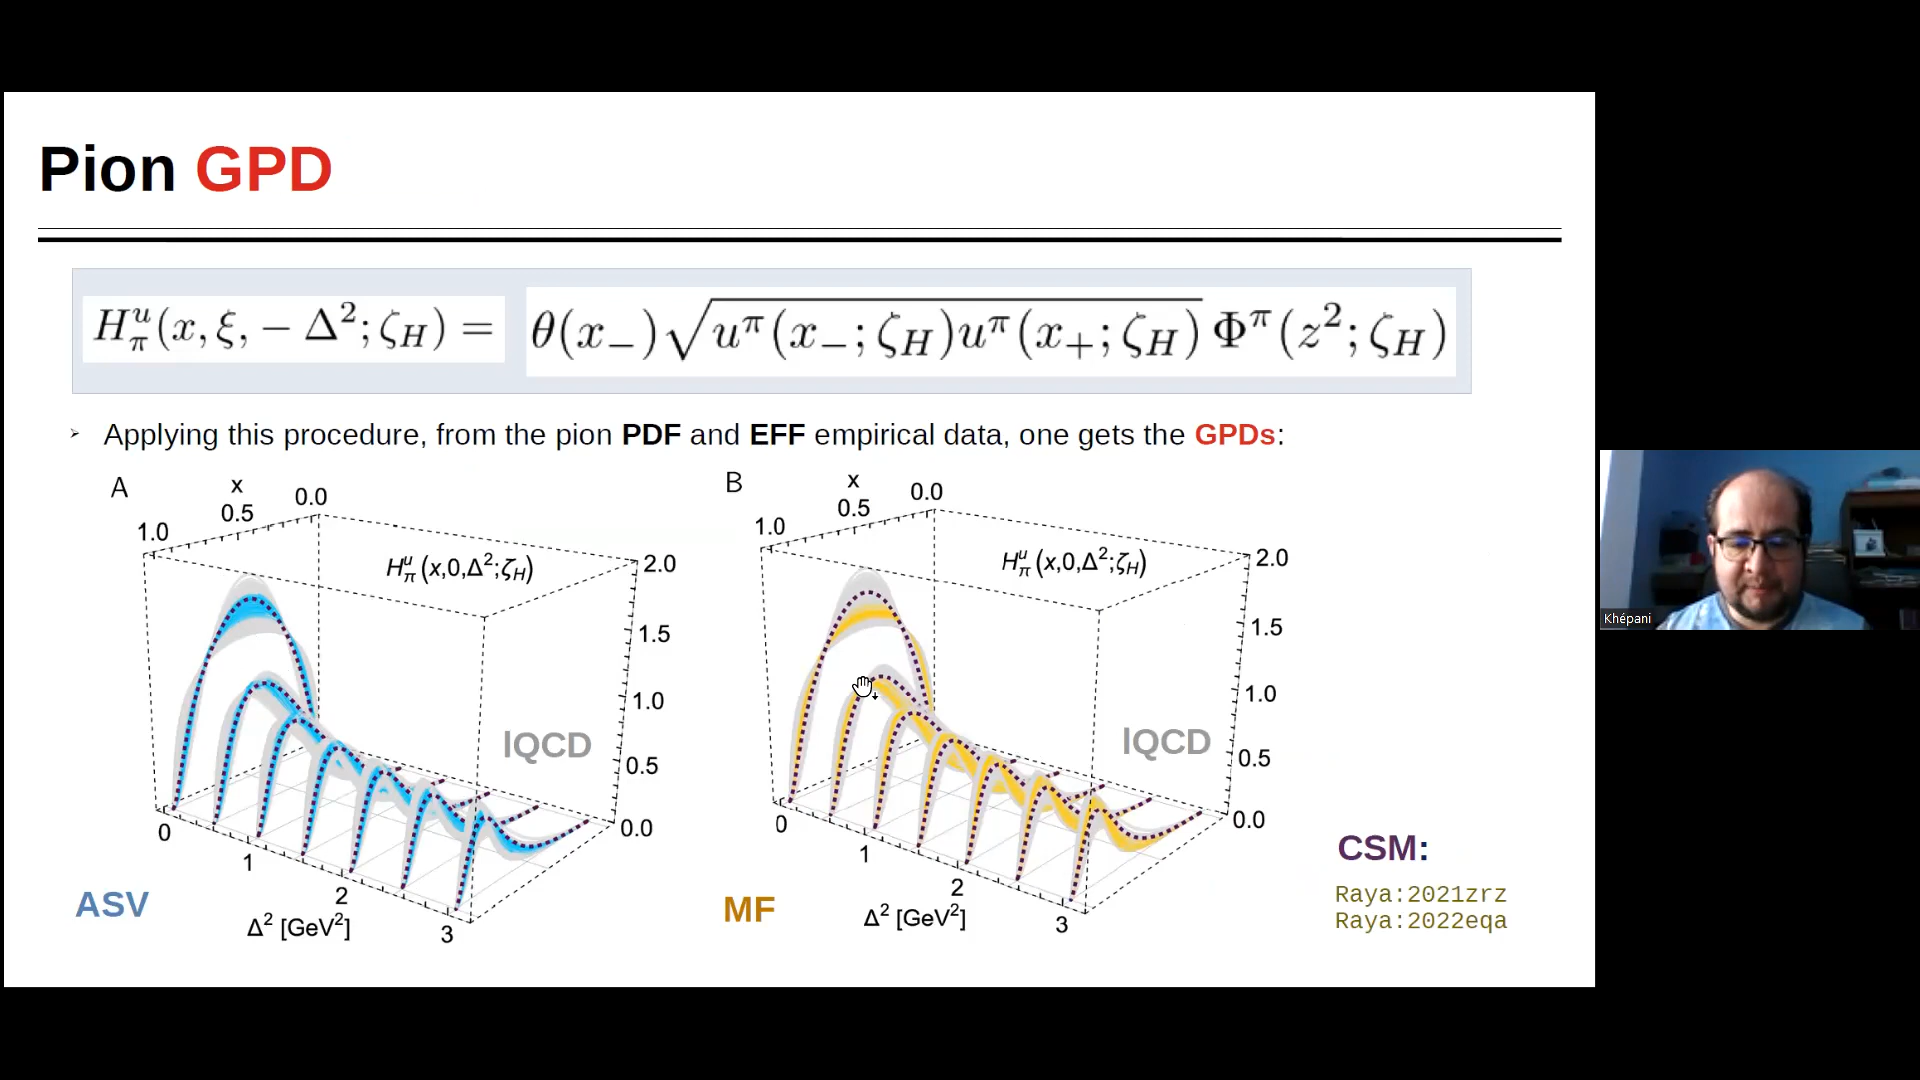 Pion GPD
H^u_π(x, ξ, −Δ²; ζ_H) = θ(x₋)√(u^π(x₋; ζ_H)u^π(x₊; ζ_H)) Φ^π(z²; ζ_H)
➢ Applying this procedure, from the pion PDF and EFF empirical data, one gets the GPDs:
A
x
1.0 0.5 0.0
H^u_π(x,0,Δ²;ζ_H)
2.0
1.5
1.0
0.5
0.0
lQCD
0 1 2 3
Δ² [GeV²]
ASV
B
x
1.0 0.5 0.0
H^u_π(x,0,Δ²;ζ_H)
2.0
1.5
1.0
0.5
0.0
lQCD
0 1 2 3
Δ² [GeV²]
MF
CSM:
Raya:2021zrz
Raya:2022eqa
Khépani